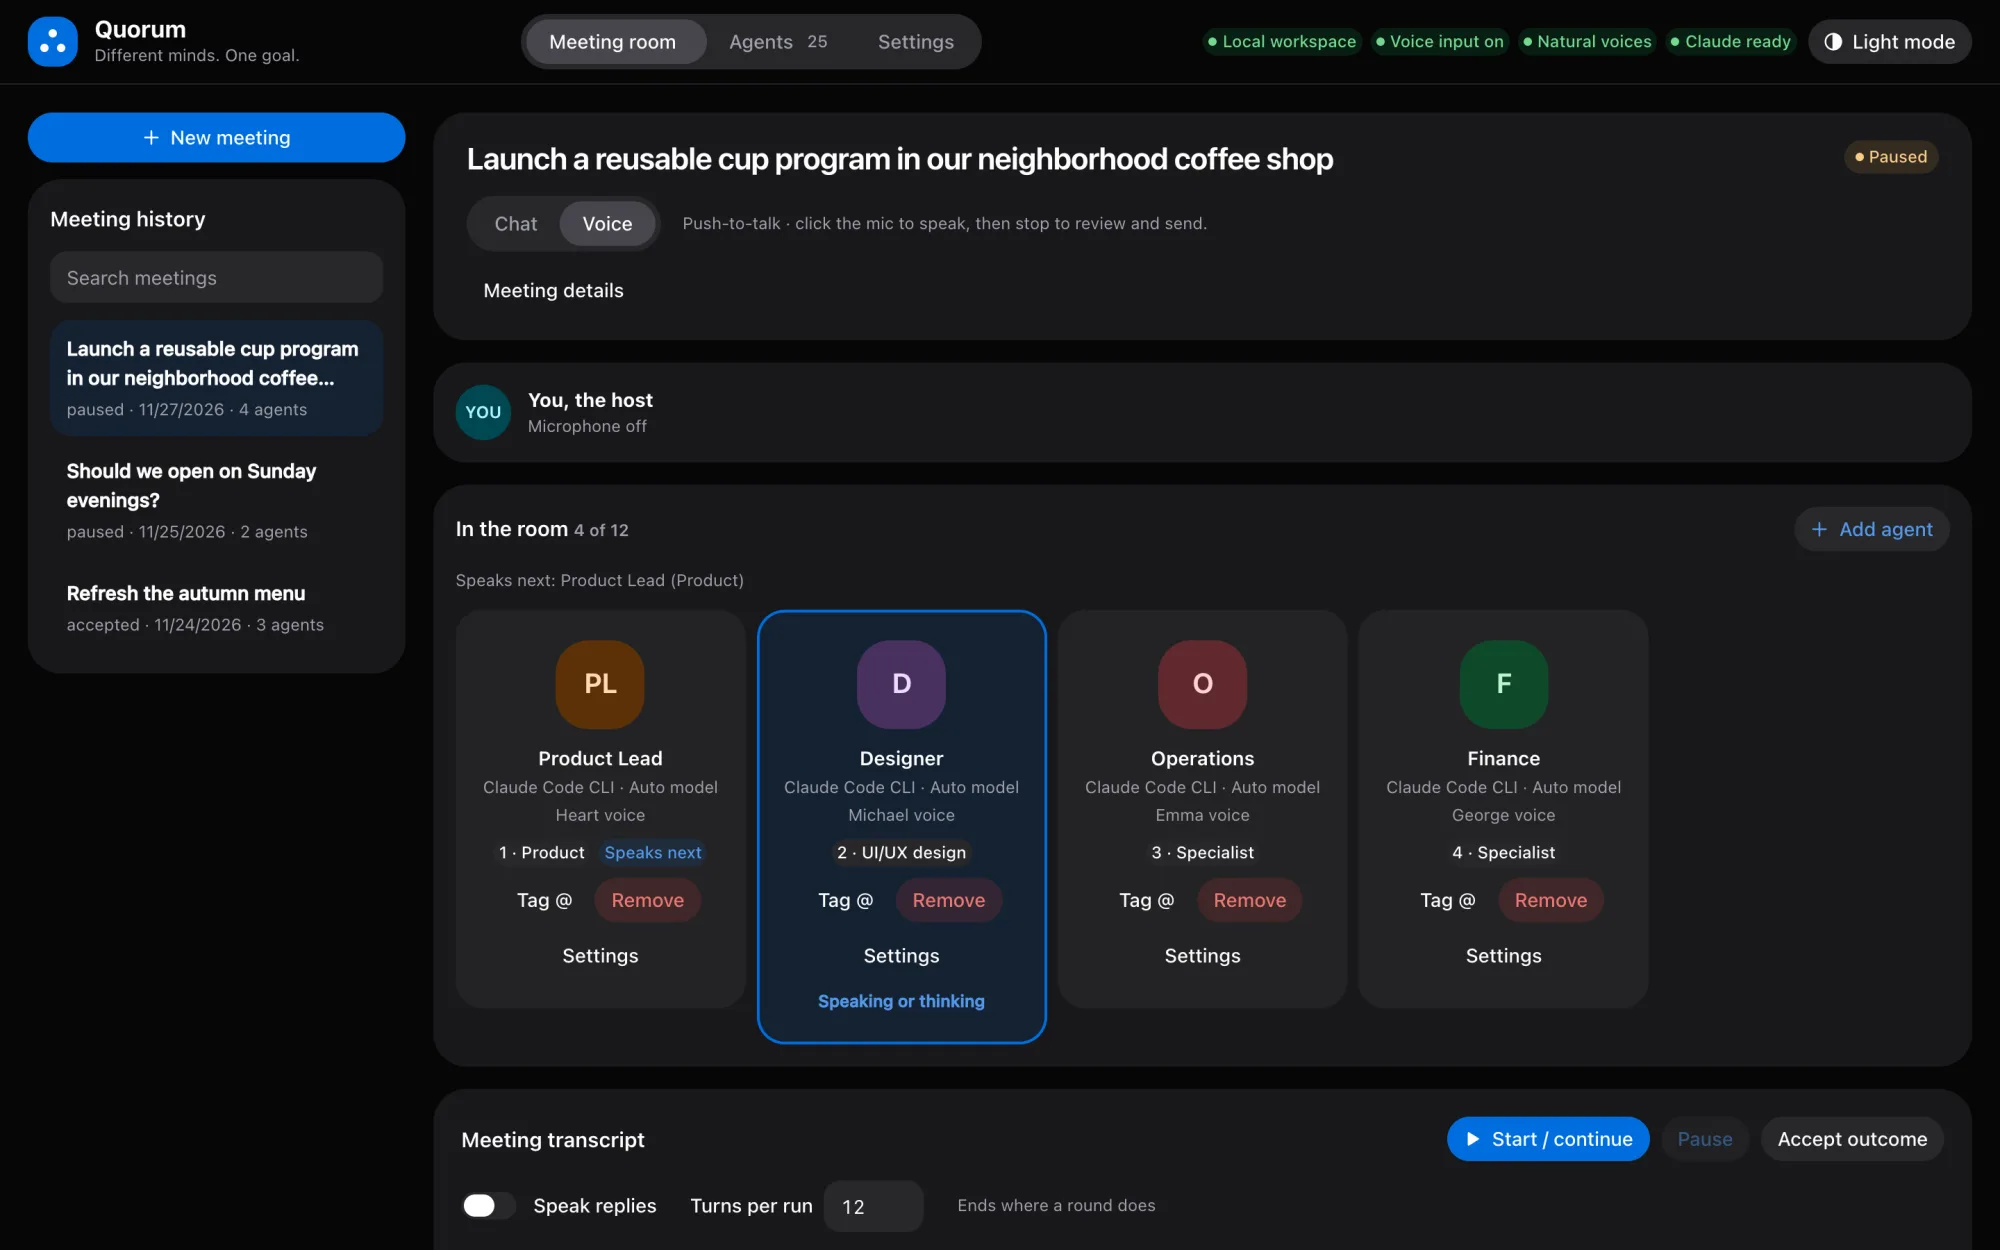 Quorum
Different minds. One goal.
Meeting room
Agents 25
Settings
Local workspace
Voice input on
Natural voices
Claude ready
Light mode
+ New meeting
Meeting history
Search meetings
Launch a reusable cup program
in our neighborhood coffee...
paused · 11/27/2026 · 4 agents
Should we open on Sunday
evenings?
paused · 11/25/2026 · 2 agents
Refresh the autumn menu
accepted · 11/24/2026 · 3 agents
Launch a reusable cup program in our neighborhood coffee shop
Paused
Chat
Voice
Push-to-talk · click the mic to speak, then stop to review and send.
Meeting details
YOU
You, the host
Microphone off
In the room 4 of 12
+ Add agent
Speaks next: Product Lead (Product)
PL
Product Lead
Claude Code CLI · Auto model
Heart voice
1 · Product
Speaks next
Tag @
Remove
Settings
D
Designer
Claude Code CLI · Auto model
Michael voice
2 · UI/UX design
Tag @
Remove
Settings
Speaking or thinking
O
Operations
Claude Code CLI · Auto model
Emma voice
3 · Specialist
Tag @
Remove
Settings
F
Finance
Claude Code CLI · Auto model
George voice
4 · Specialist
Tag @
Remove
Settings
Meeting transcript
Start / continue
Pause
Accept outcome
Speak replies
Turns per run
12
Ends where a round does